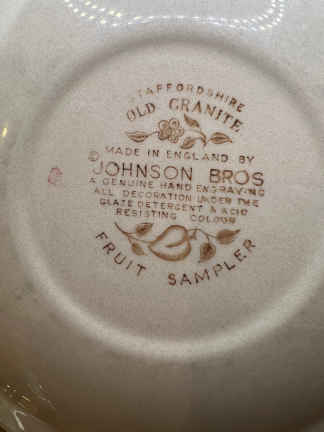 STAFFORDSHIRE
OLD GRANITE
MADE IN ENGLAND BY
© JOHNSON BROS
A GENUINE HAND ENGRAVING
ALL DECORATION UNDER THE
GLAZE DETERGENT & ACID
RESISTING COLOUR
FRUIT SAMPLER